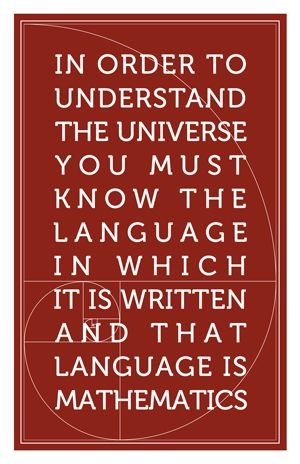 IN ORDER TO
UNDERSTAND
THE UNIVERSE
YOU MUST
KNOW THE
LANGUAGE
IN WHICH
IT IS WRITTEN
AND THAT
LANGUAGE IS
MATHEMATICS